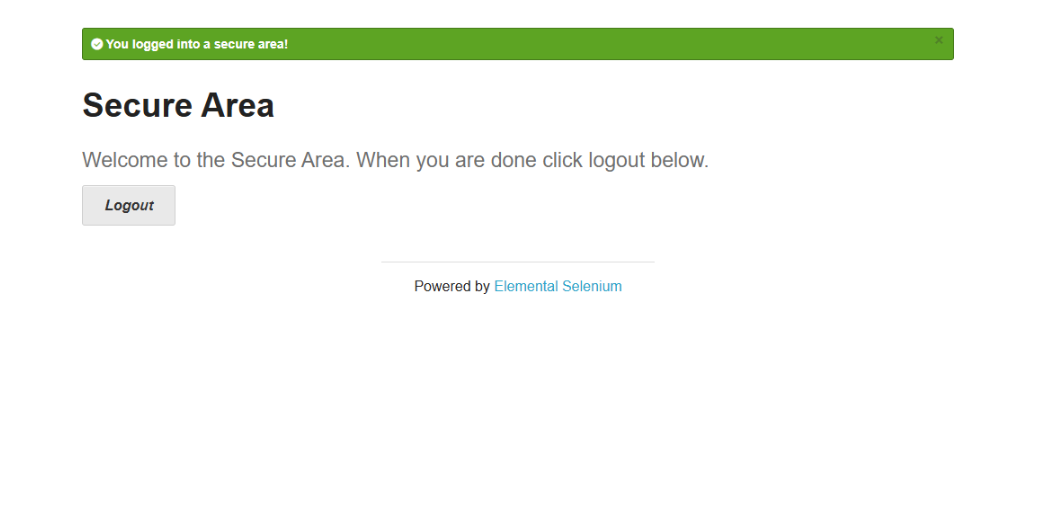 You logged into a secure area!
×
Secure Area
Welcome to the Secure Area. When you are done click logout below.
Logout
Powered by Elemental Selenium